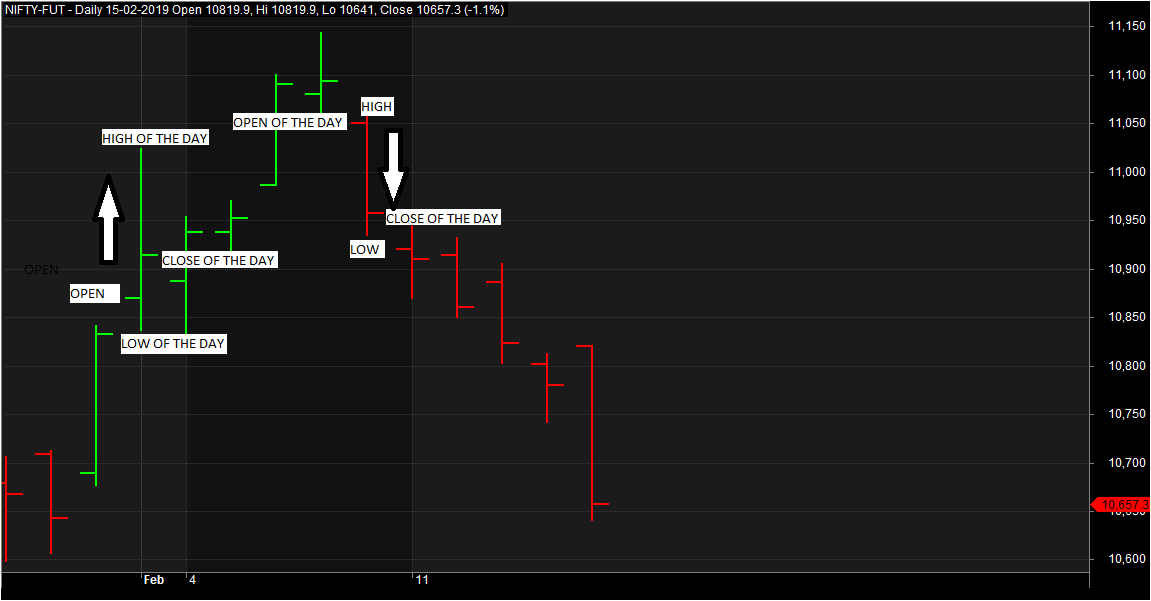 NIFTY-FUT - Daily 15-02-2019 Open 10819.9, Hi 10819.9, Lo 10641, Close 10657.3 (-1.1%)
11,150
11,100
HIGH
OPEN OF THE DAY
11,050
HIGH OF THE DAY
11,000
CLOSE OF THE DAY
10,950
LOW
CLOSE OF THE DAY
OPEN
10,900
OPEN
10,850
LOW OF THE DAY
10,800
10,750
10,700
10,657.3
10,650
10,600
Feb 4 11